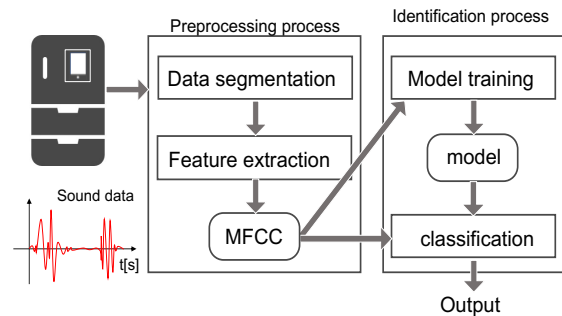 Preprocessing process
Identification process
Data segmentation
Model training
Feature extraction
model
Sound data
MFCC
classification
t[s]
Output